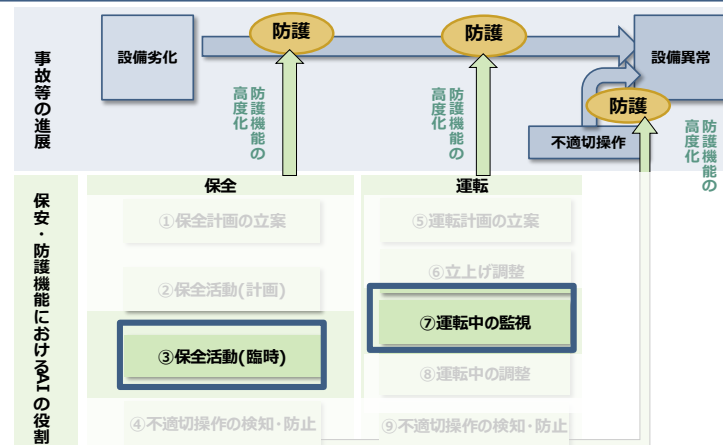 事故等の進展
設備劣化
防護
防護
設備異常
防護
不適切操作
防護機能の
高度化
防護機能の
高度化
防護機能の
高度化
保安・防護機能におけるAIの役割
保全
運転
①保全計画の立案
⑤運転計画の立案
②保全活動(計画)
⑥立上げ調整
③保全活動(臨時)
⑦運転中の監視
⑧運転中の調整
④不適切操作の検知・防止
⑨不適切操作の検知・防止